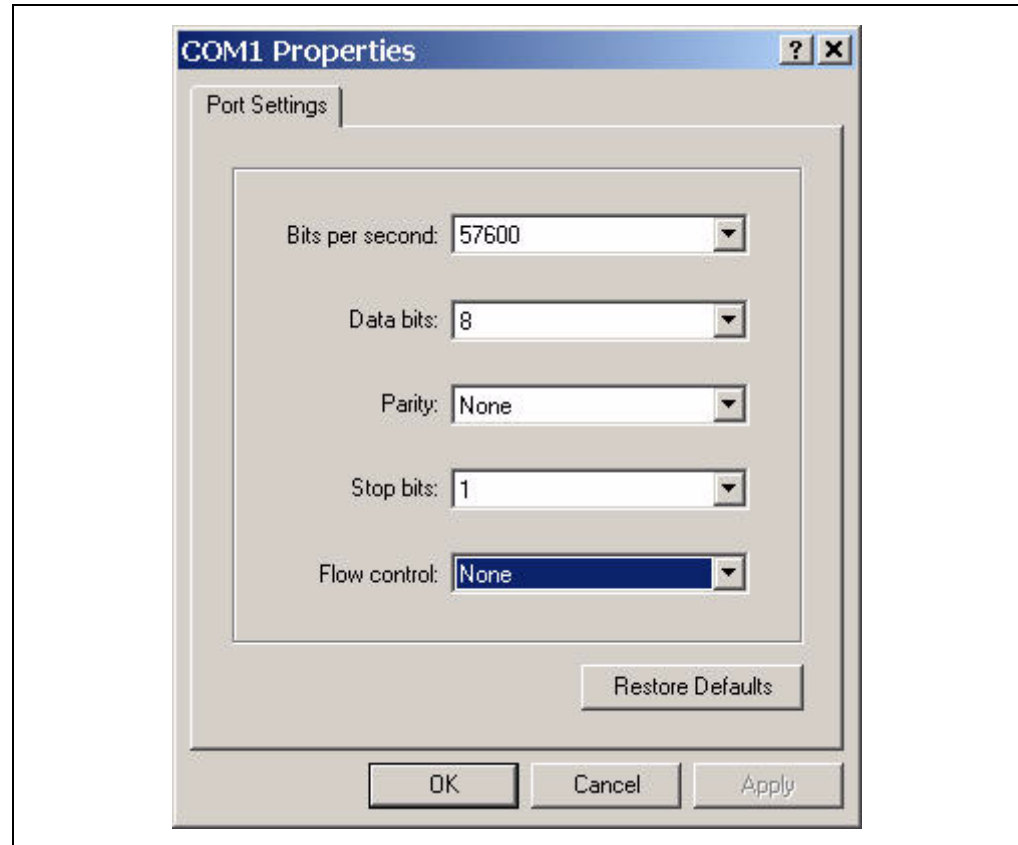 COM1 Properties
Port Settings
Bits per second: 57600
Data bits: 8
Parity: None
Stop bits: 1
Flow control: None
Restore Defaults
OK Cancel Apply